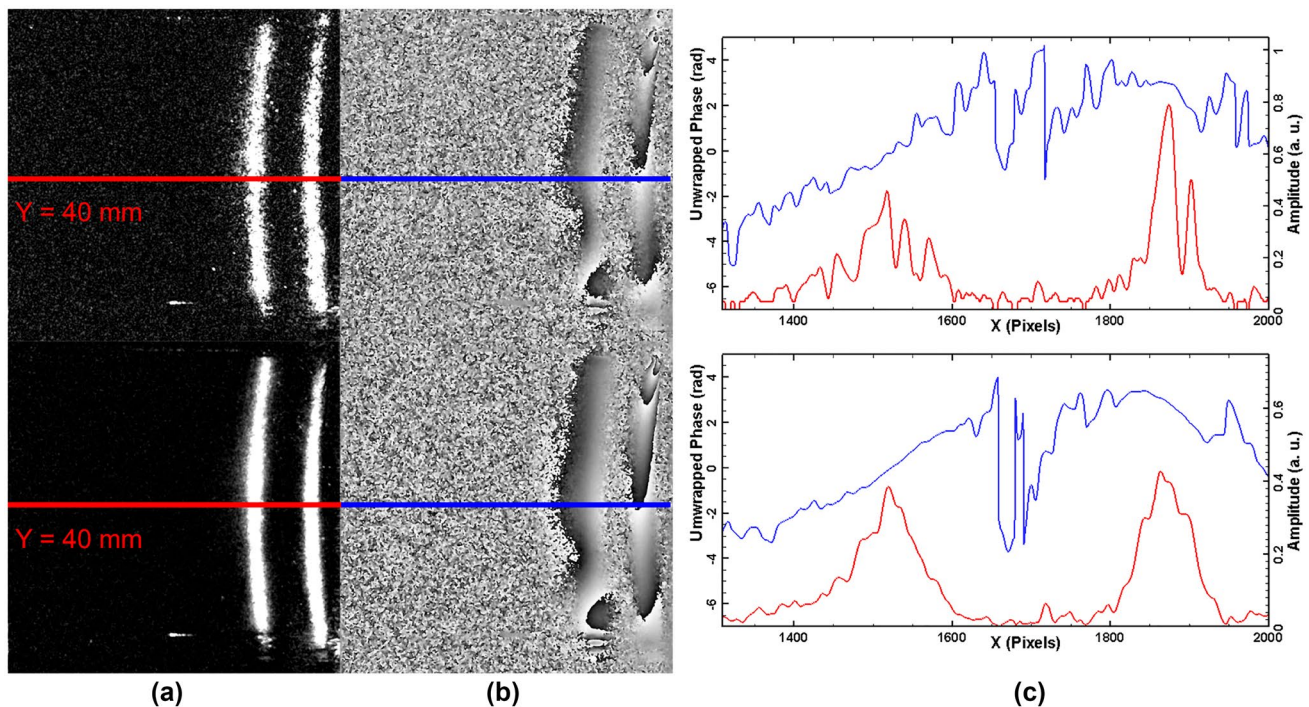 Y = 40 mm
Y = 40 mm
Unwrapped Phase (rad)
4
2
0
-2
-4
-6
1400
1600
1800
2000
X (Pixels)
1
0.8
0.6
0.4
0.2
0
Amplitude (a. u.)
Unwrapped Phase (rad)
4
2
0
-2
-4
-6
1400
1600
1800
2000
X (Pixels)
0.6
0.4
0.2
0
Amplitude (a. u.)
(a)
(b)
(c)